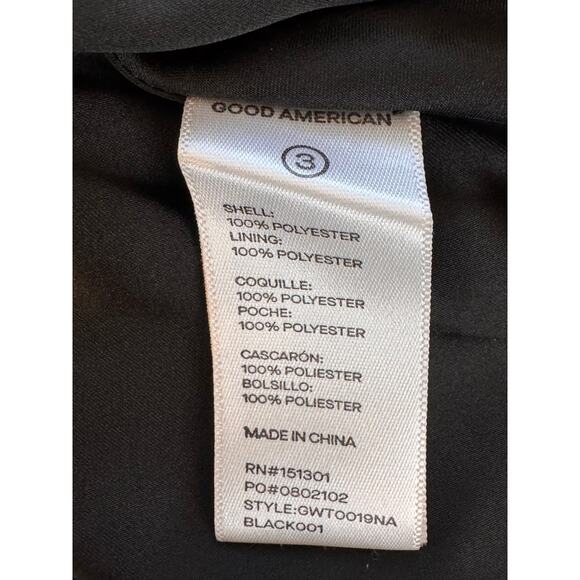 GOOD AMERICAN
3
SHELL:
100% POLYESTER
LINING:
100% POLYESTER
COQUILLE:
100% POLYESTER
POCHE:
100% POLYESTER
CASCARÓN:
100% POLIESTER
BOLSILLO:
100% POLIESTER
MADE IN CHINA
RN#151301
PO#0802102
STYLE:GWT0019NA
BLACK001